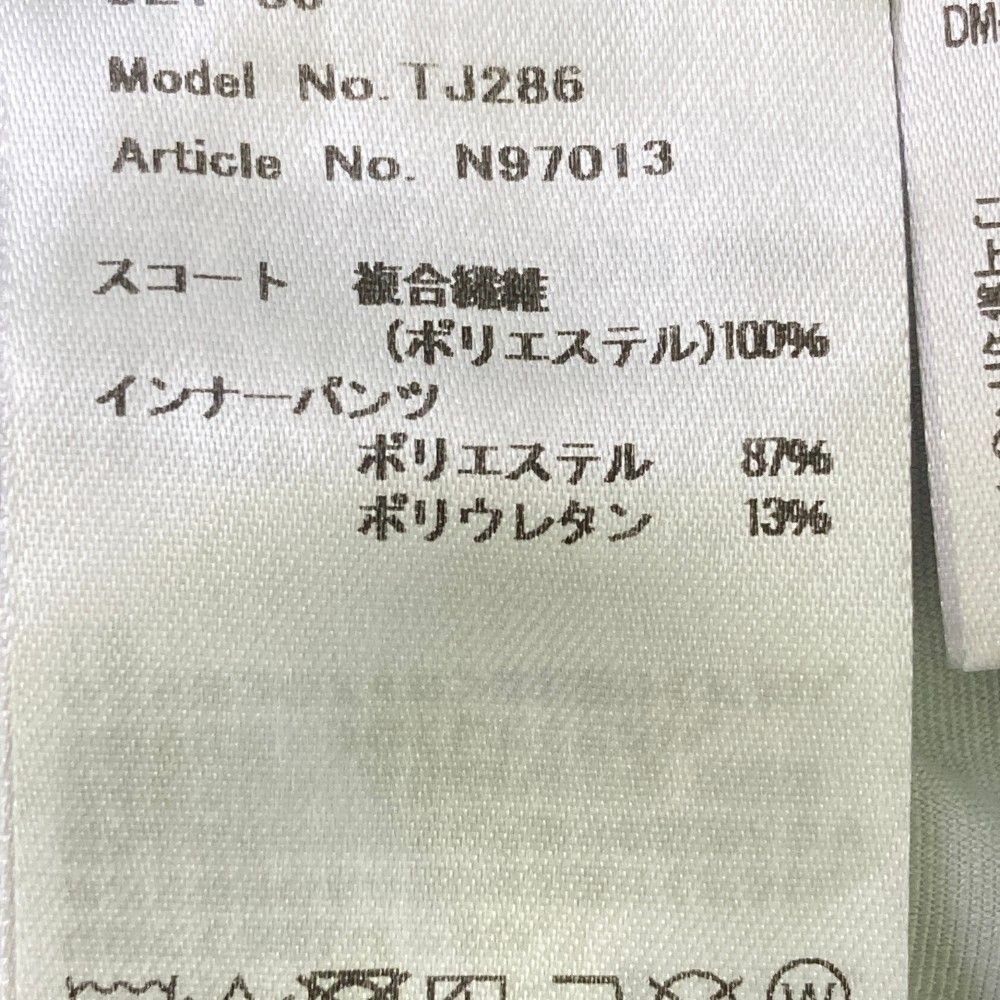 Model No. TJ286
Article No. N97013
スコート 複合繊維
(ポリエステル)100%
インナーパンツ
ポリエステル 87%
ポリウレタン 13%
W
DM